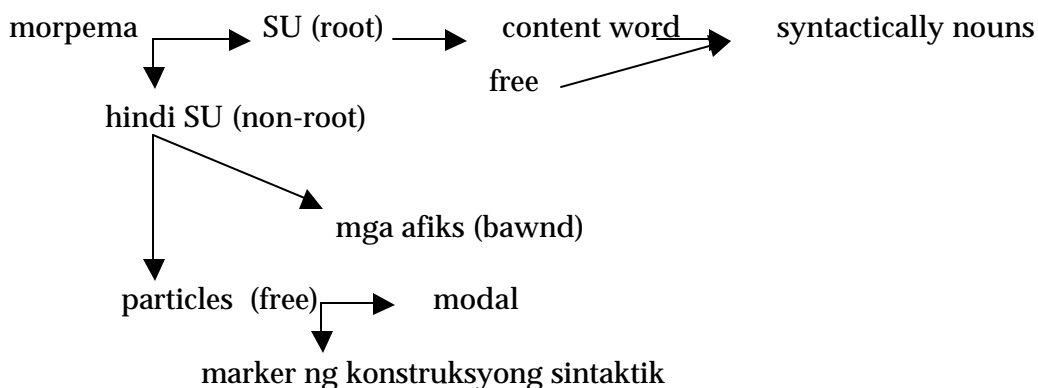 morpema SU (root) content word syntactically nouns
free
hindi SU (non-root)
mga afiks (bawnd)
particles (free) modal
marker ng konstruksyong sintaktik